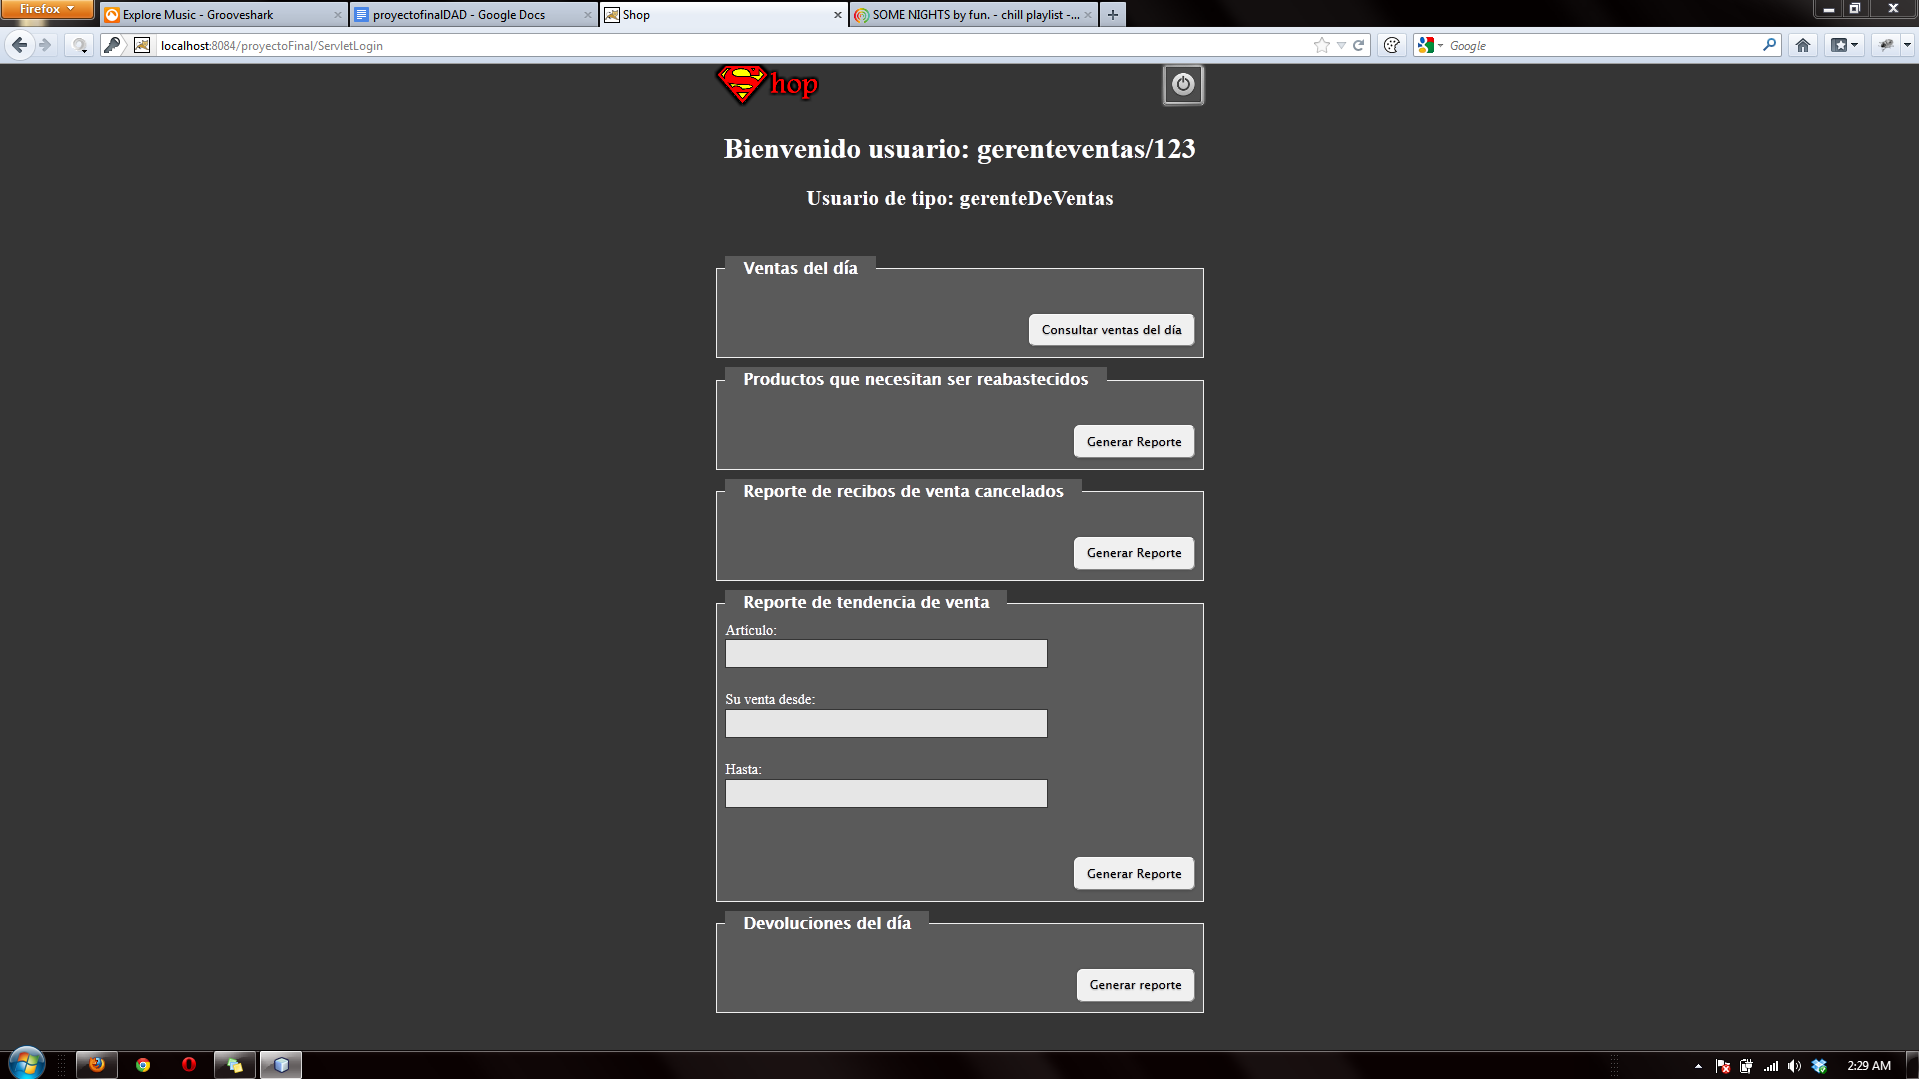 Firefox
Explore Music - Grooveshark
proyectofinalDAD - Google Docs
Shop
SOME NIGHTS by fun. - chill playlist -...
localhost:8084/proyectoFinal/ServletLogin
Google
S hop
Bienvenido usuario: gerenteventas/123
Usuario de tipo: gerenteDeVentas
Ventas del día
Consultar ventas del día
Productos que necesitan ser reabastecidos
Generar Reporte
Reporte de recibos de venta cancelados
Generar Reporte
Reporte de tendencia de venta
Artículo:
Su venta desde:
Hasta:
Generar Reporte
Devoluciones del día
Generar reporte
2:29 AM